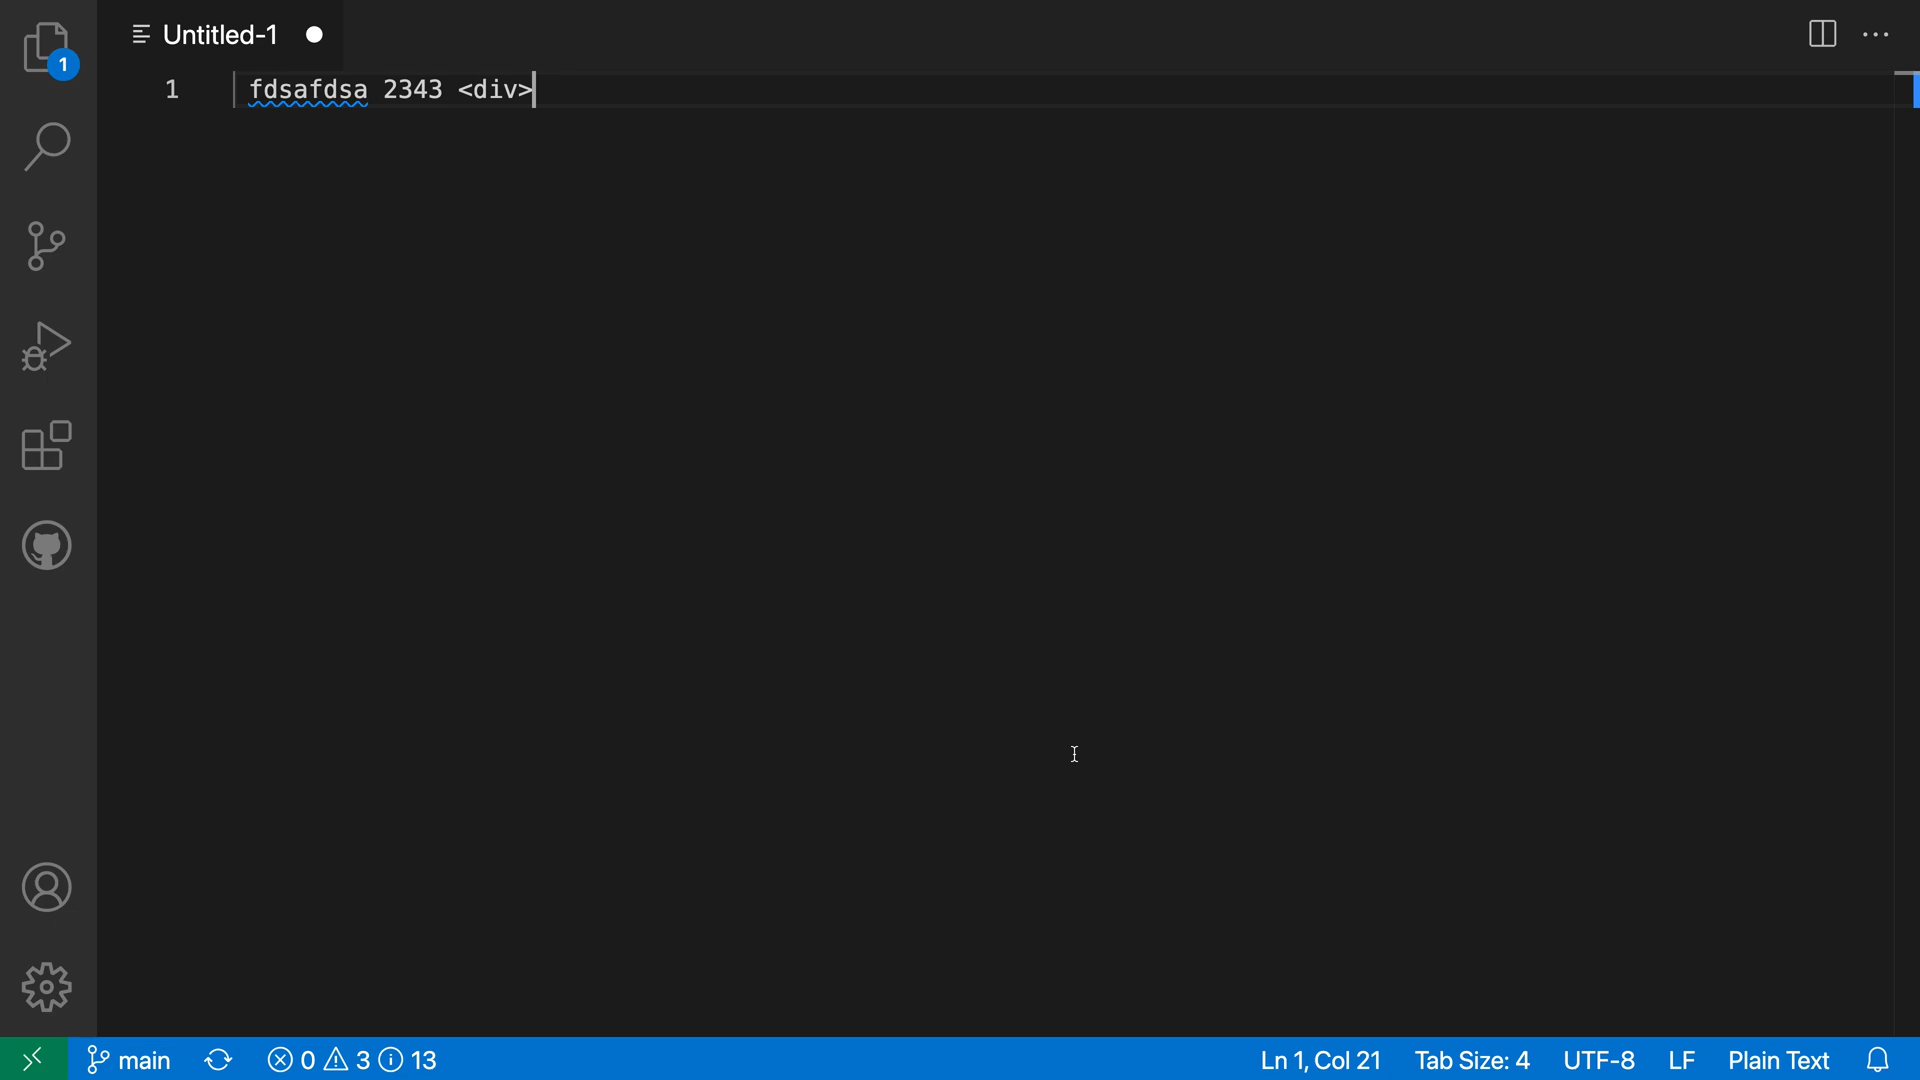 Untitled-1
1
1 fdsafdsa 2343 <div>
main 0 3 13 Ln 1, Col 21 Tab Size: 4 UTF-8 LF Plain Text